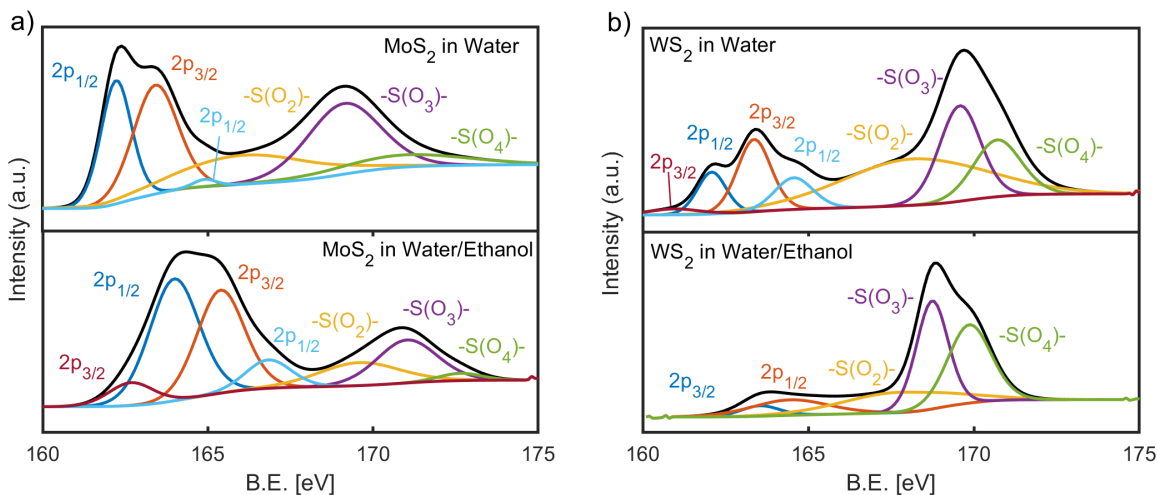 a)
MoS2 in Water
2p1/2
2p3/2
2p1/2
-S(O2)-
-S(O3)-
-S(O4)-
MoS2 in Water/Ethanol
2p3/2
2p1/2
2p3/2
2p1/2
-S(O2)-
-S(O3)-
-S(O4)-
Intensity (a.u.)
160
165
170
175
B.E. [eV]
b)
WS2 in Water
2p3/2
2p1/2
2p3/2
2p1/2
-S(O2)-
-S(O3)-
-S(O4)-
WS2 in Water/Ethanol
2p3/2
2p1/2
-S(O2)-
-S(O3)-
-S(O4)-
Intensity (a.u.)
160
165
170
175
B.E. [eV]